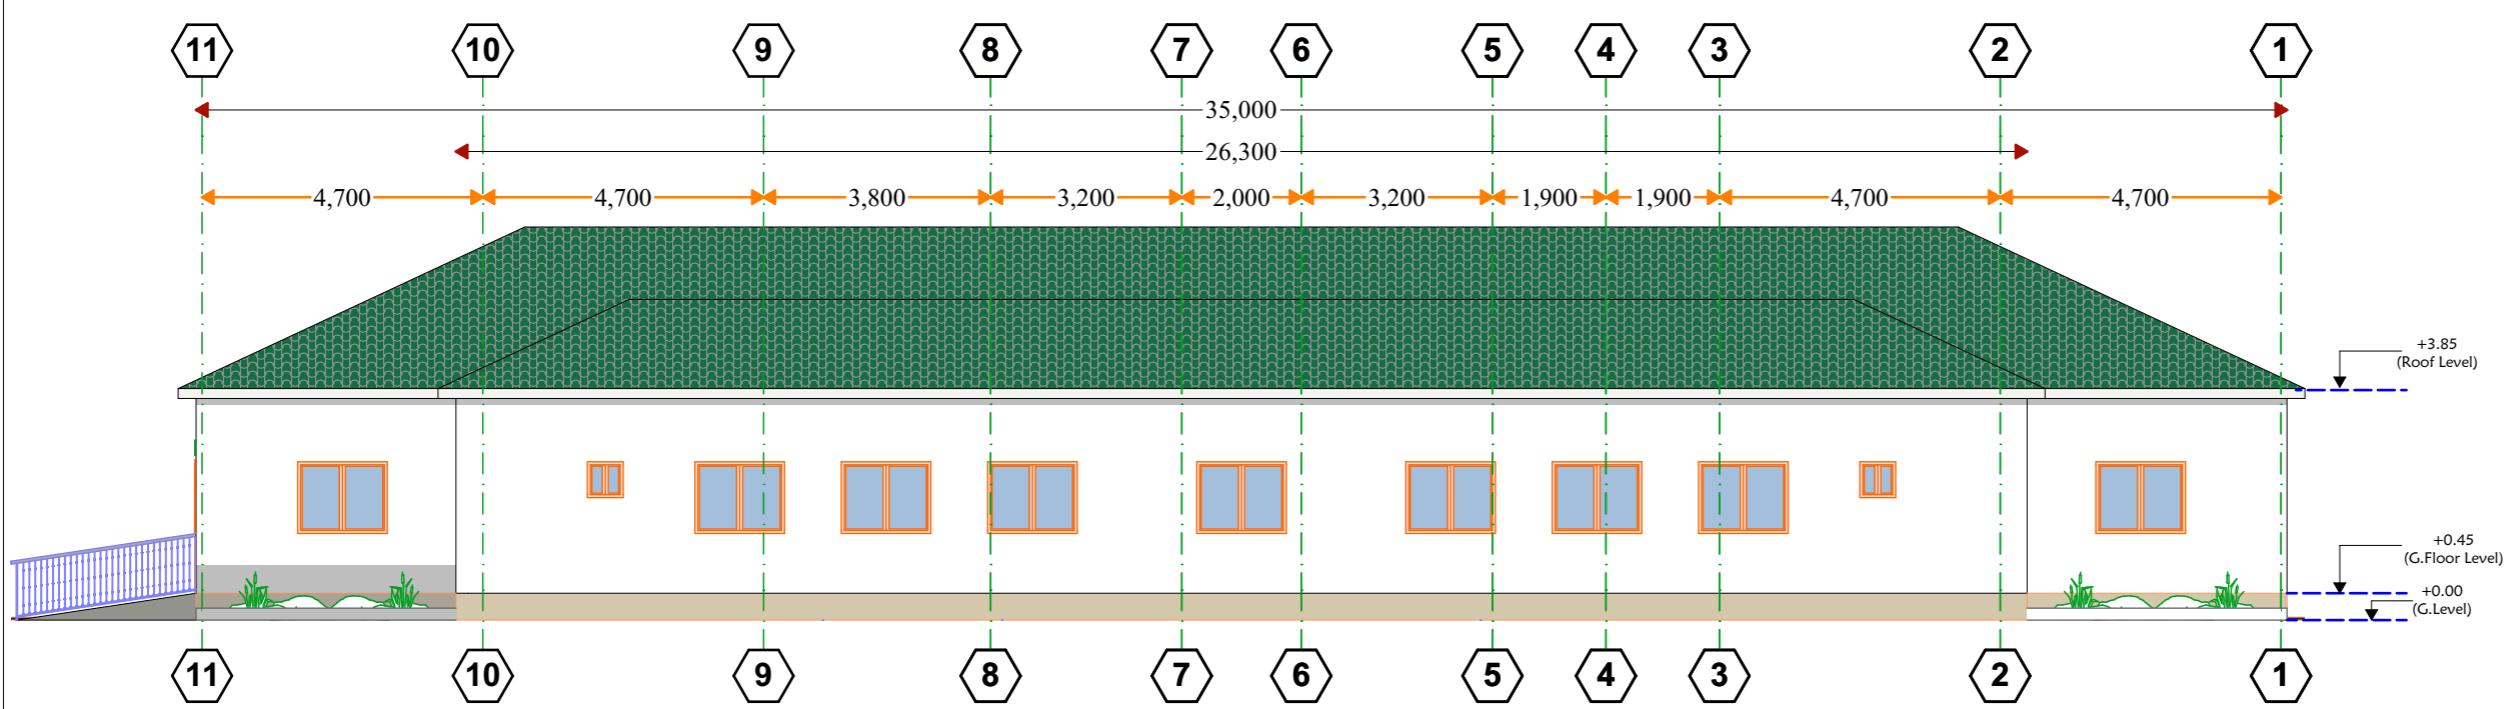 11 10 9 8 7 6 5 4 3 2 1
35,000
26,300
4,700 4,700 3,800 3,200 2,000 3,200 1,900 1,900 4,700 4,700
+3.85
(Roof Level)
+0.45
(G.Floor Level)
+0.00
(G.Level)
11 10 9 8 7 6 5 4 3 2 1